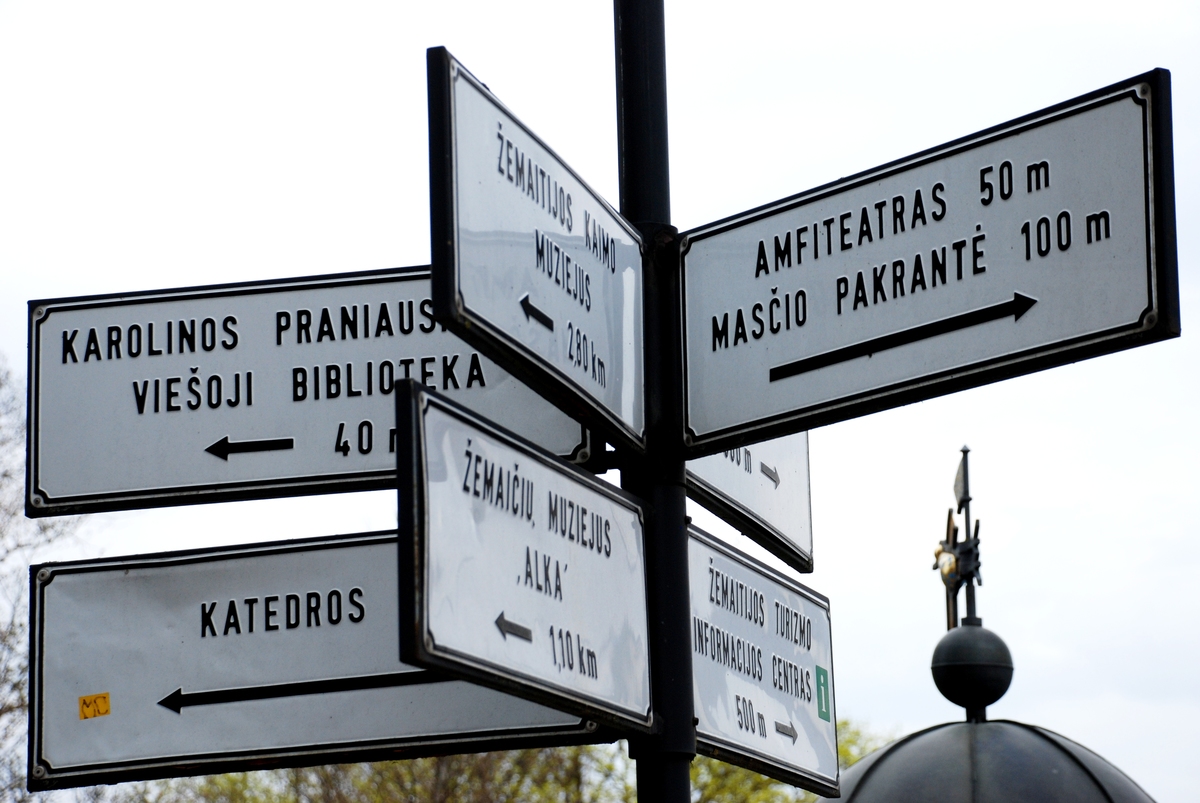 ŽEMAITIJOS KAIMO
MUZIEJUS
2,80 km
AMFITEATRAS 50 m
MASČIO PAKRANTĖ 100 m
KAROLINOS
VIEŠOJI BIBLIOTEKA
40
ŽEMAIČIŲ MUZIEJUS
‚ALKA‘
1,10 km
KATEDROS
MC
m
ŽEMAITIJOS TURIZMO
INFORMACIJOS CENTRAS
i
500 m